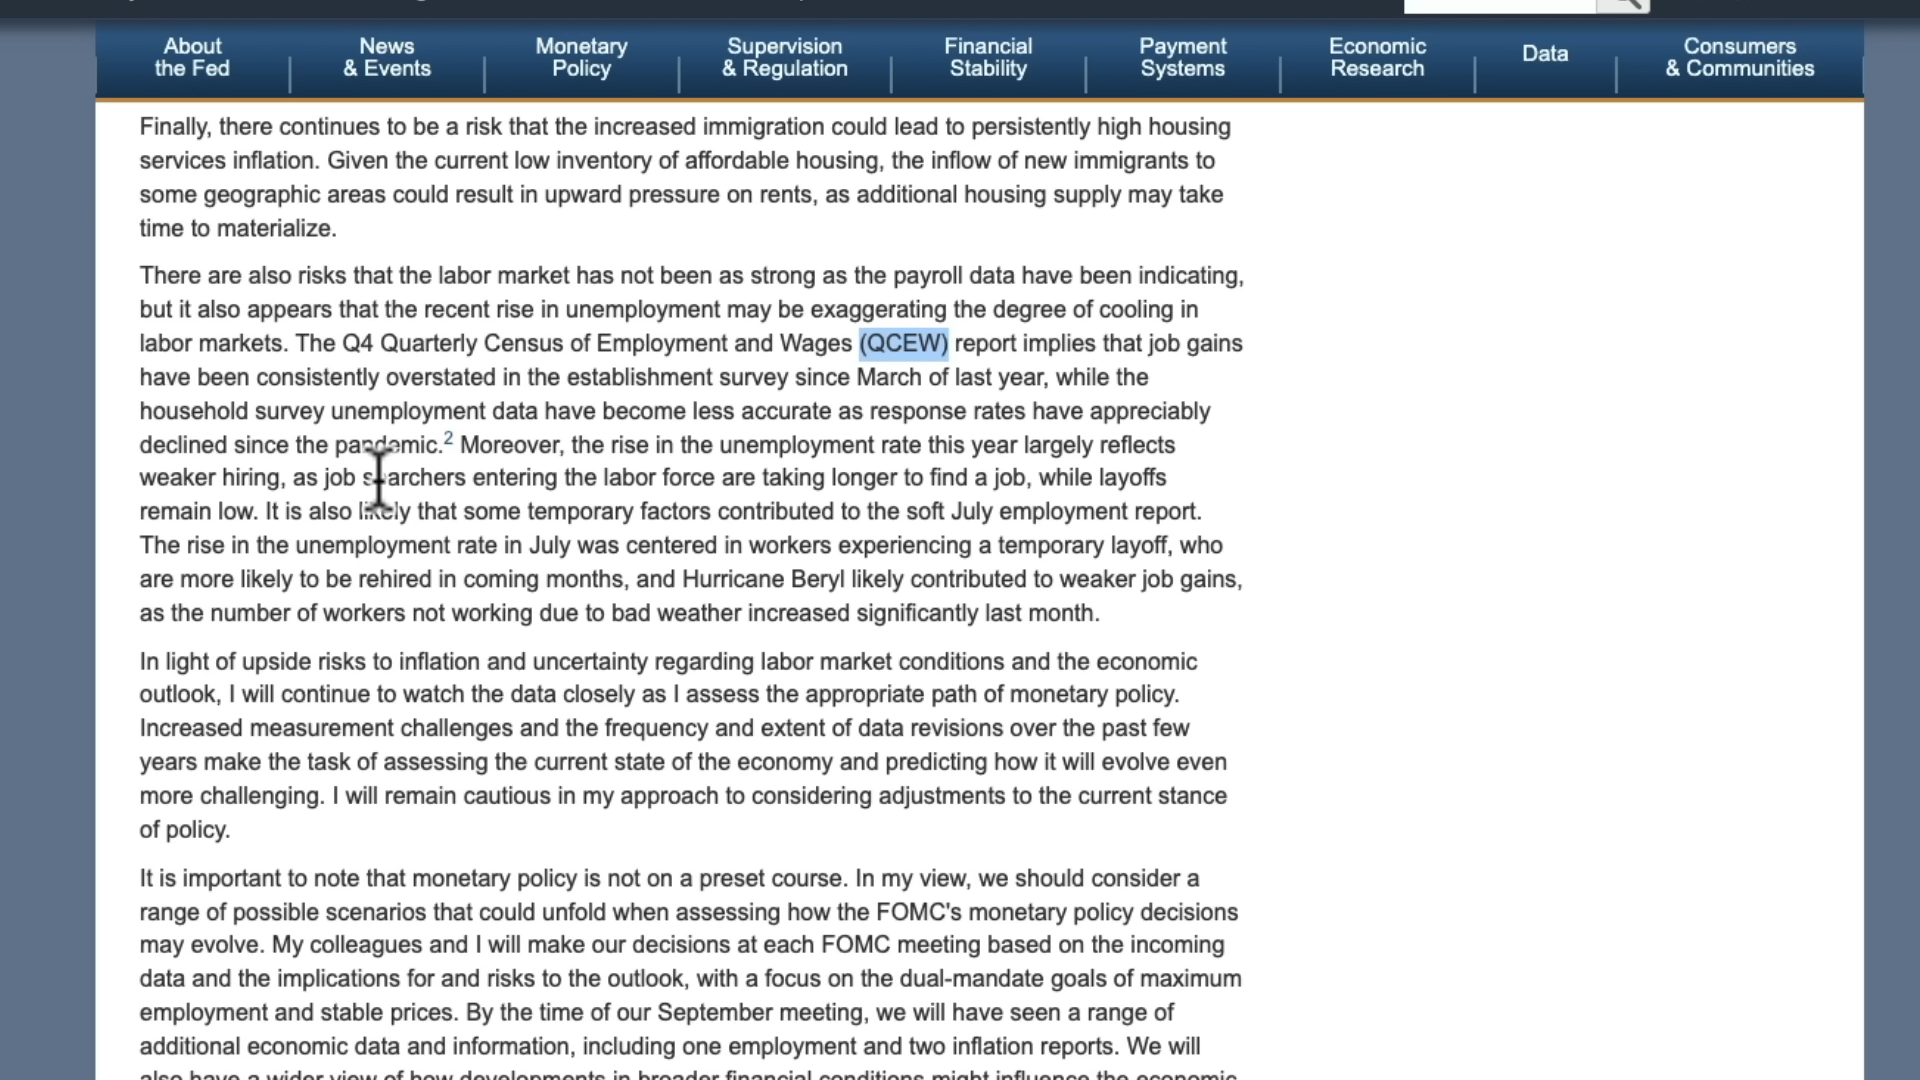 About
the Fed
News
& Events
Monetary
Policy
Supervision
& Regulation
Financial
Stability
Payment
Systems
Economic
Research
Data
Consumers
& Communities
Finally, there continues to be a risk that the increased immigration could lead to persistently high housing
services inflation. Given the current low inventory of affordable housing, the inflow of new immigrants to
some geographic areas could result in upward pressure on rents, as additional housing supply may take
time to materialize.
There are also risks that the labor market has not been as strong as the payroll data have been indicating,
but it also appears that the recent rise in unemployment may be exaggerating the degree of cooling in
labor markets. The Q4 Quarterly Census of Employment and Wages (QCEW) report implies that job gains
have been consistently overstated in the establishment survey since March of last year, while the
household survey unemployment data have become less accurate as response rates have appreciably
declined since the pandemic.2 Moreover, the rise in the unemployment rate this year largely reflects
weaker hiring, as job searchers entering the labor force are taking longer to find a job, while layoffs
remain low. It is also likely that some temporary factors contributed to the soft July employment report.
The rise in the unemployment rate in July was centered in workers experiencing a temporary layoff, who
are more likely to be rehired in coming months, and Hurricane Beryl likely contributed to weaker job gains,
as the number of workers not working due to bad weather increased significantly last month.
In light of upside risks to inflation and uncertainty regarding labor market conditions and the economic
outlook, I will continue to watch the data closely as I assess the appropriate path of monetary policy.
Increased measurement challenges and the frequency and extent of data revisions over the past few
years make the task of assessing the current state of the economy and predicting how it will evolve even
more challenging. I will remain cautious in my approach to considering adjustments to the current stance
of policy.
It is important to note that monetary policy is not on a preset course. In my view, we should consider a
range of possible scenarios that could unfold when assessing how the FOMC's monetary policy decisions
may evolve. My colleagues and I will make our decisions at each FOMC meeting based on the incoming
data and the implications for and risks to the outlook, with a focus on the dual-mandate goals of maximum
employment and stable prices. By the time of our September meeting, we will have seen a range of
additional economic data and information, including one employment and two inflation reports. We will
also have a wider view of how developments in broader financial conditions might influence the economic